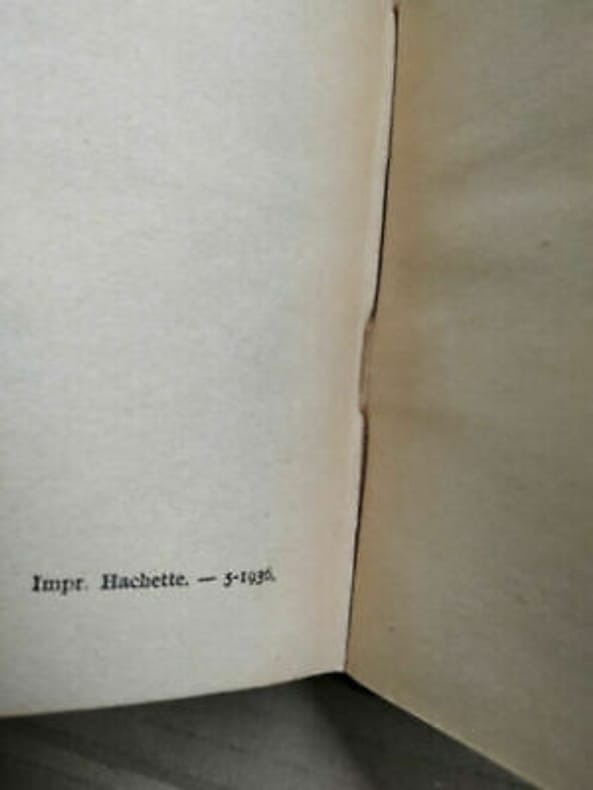 Impr. Hachette. — 5-1936.